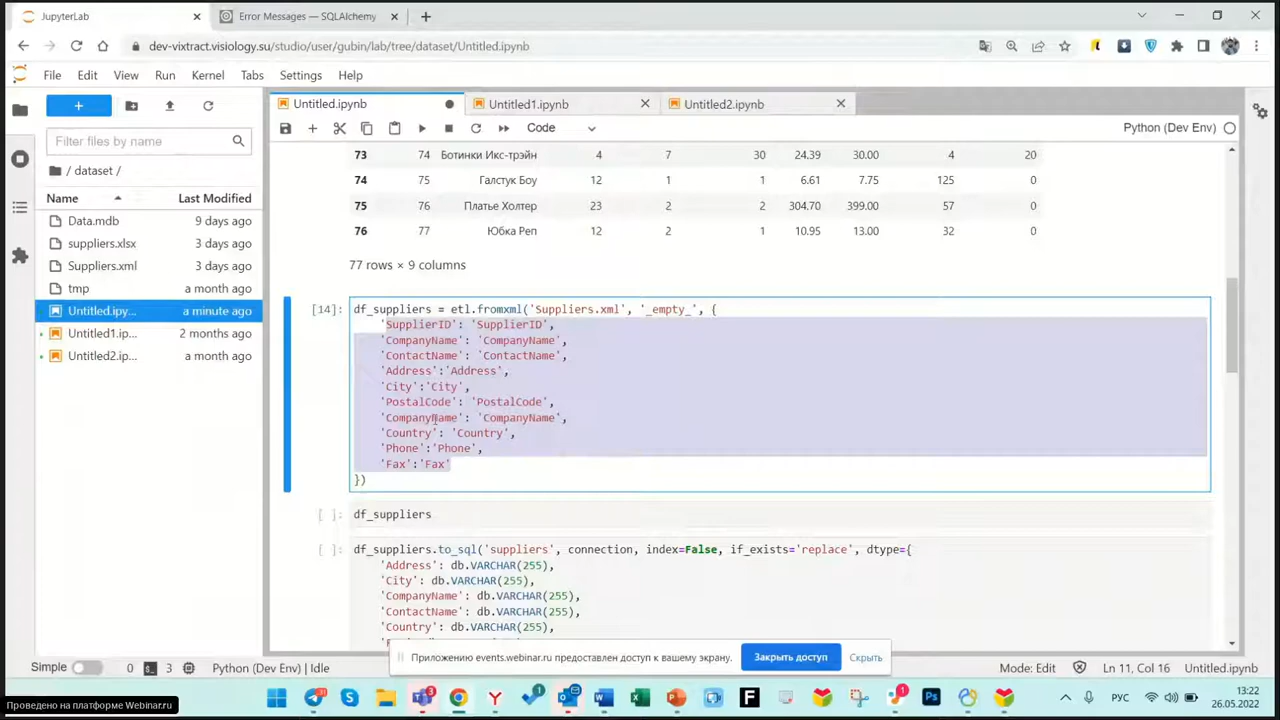 JupyterLab
Error Messages — SQLAlchemy
dev-vixtract.visiology.su/studio/user/gubin/lab/tree/dataset/Untitled.ipynb
File Edit View Run Kernel Tabs Settings Help
Untitled.ipynb Untitled1.ipynb Untitled2.ipynb
Code
Python (Dev Env)
Filter files by name
/ dataset /
Name Last Modified
Data.mdb 9 days ago
suppliers.xlsx 3 days ago
Suppliers.xml 3 days ago
tmp a month ago
Untitled.ipy... a minute ago
Untitled1.ip... 2 months ago
Untitled2.ip... a month ago
73 74 Ботинки Икс-трэйн 4 7 30 24.39 30.00 4 20
74 75 Галстук Боу 12 1 1 6.61 7.75 125 0
75 76 Платье Холтер 23 2 2 304.70 399.00 57 0
76 77 Юбка Реп 12 2 1 10.95 13.00 32 0
77 rows × 9 columns
[14]: df_suppliers = etl.fromxml('Suppliers.xml', '_empty_', {
'SupplierID': 'SupplierID',
'CompanyName': 'CompanyName',
'ContactName': 'ContactName',
'Address':'Address',
'City':'City',
'PostalCode': 'PostalCode',
'CompanyName': 'CompanyName',
'Country': 'Country',
'Phone':'Phone',
'Fax':'Fax'
})
[ ]: df_suppliers
[ ]: df_suppliers.to_sql('suppliers', connection, index=False, if_exists='replace', dtype={
'Address': db.VARCHAR(255),
'City': db.VARCHAR(255),
'CompanyName': db.VARCHAR(255),
'ContactName': db.VARCHAR(255),
'Country': db.VARCHAR(255),
Приложению events.webinar.ru предоставлен доступ к вашему экрану. Закрыть доступ Скрыть
Simple 0 3 Python (Dev Env) | Idle Mode: Edit Ln 11, Col 16 Untitled.ipynb
Проведено на платформе Webinar.ru
РУС
13:22
26.05.2022